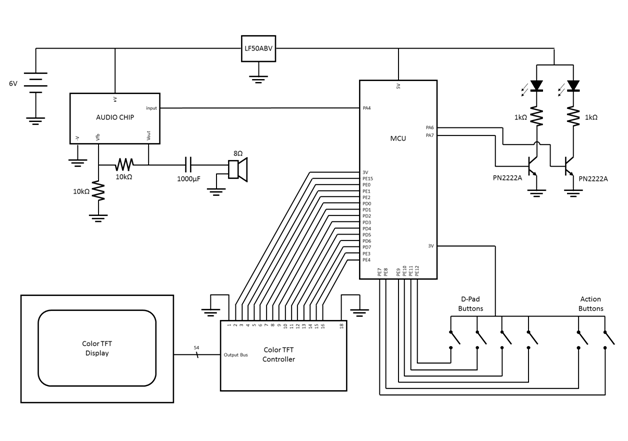 LF50ABV
6V
+V
5V
AUDIO CHIP
Input
PA4
-V
Vfb
Vout
MCU
1kΩ
1kΩ
PA6
PA7
8Ω
10kΩ
1000µF
10kΩ
PN2222A
PN2222A
3V
PE15
PE0
PE1
PE2
PD0
PD1
PD2
PD3
PD4
PD5
PD6
PD7
PE3
PE4
3V
PE7
PE8
PE9
PE10
PE11
PE12
D-Pad
Buttons
Action
Buttons
1 2 3 4 5 6 7 8 9 10 11 12 13 14 15 16
Color TFT
Display
54
Output Bus
Color TFT
Controller